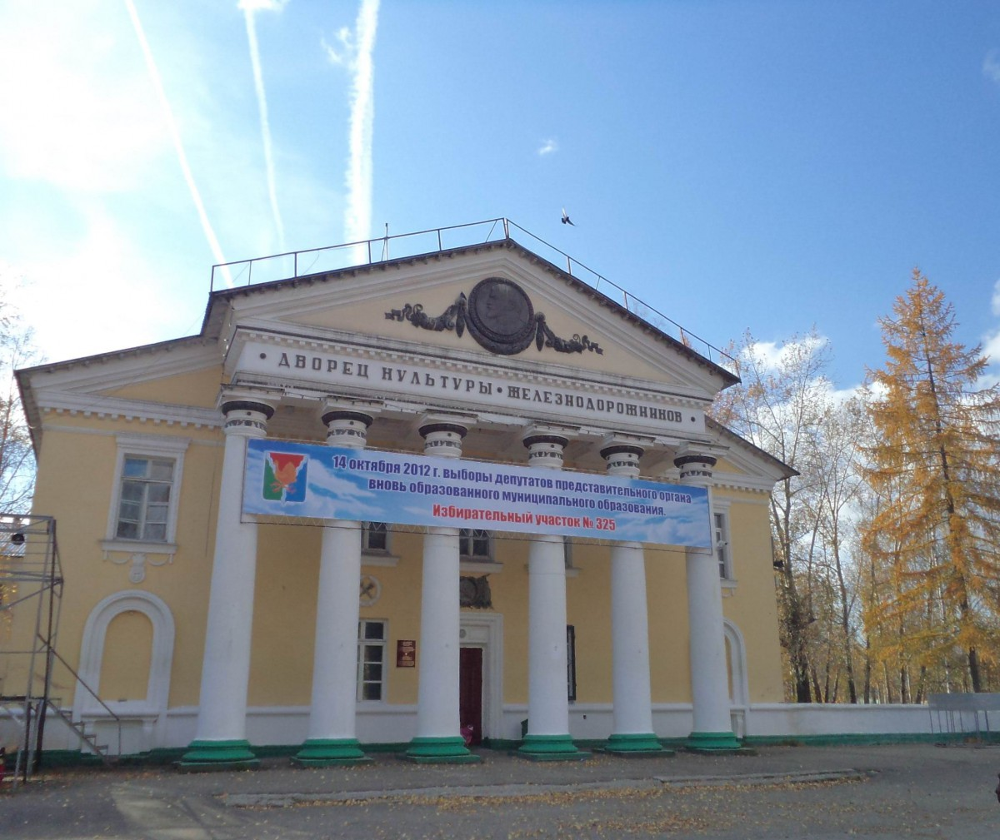 • ДВОРЕЦ КУЛЬТУРЫ • ЖЕЛЕЗНОДОРОЖНИКОВ •
14 октября 2012 г. выборы депутатов представительного органа
вновь образованного муниципального образования.
Избирательный участок № 325